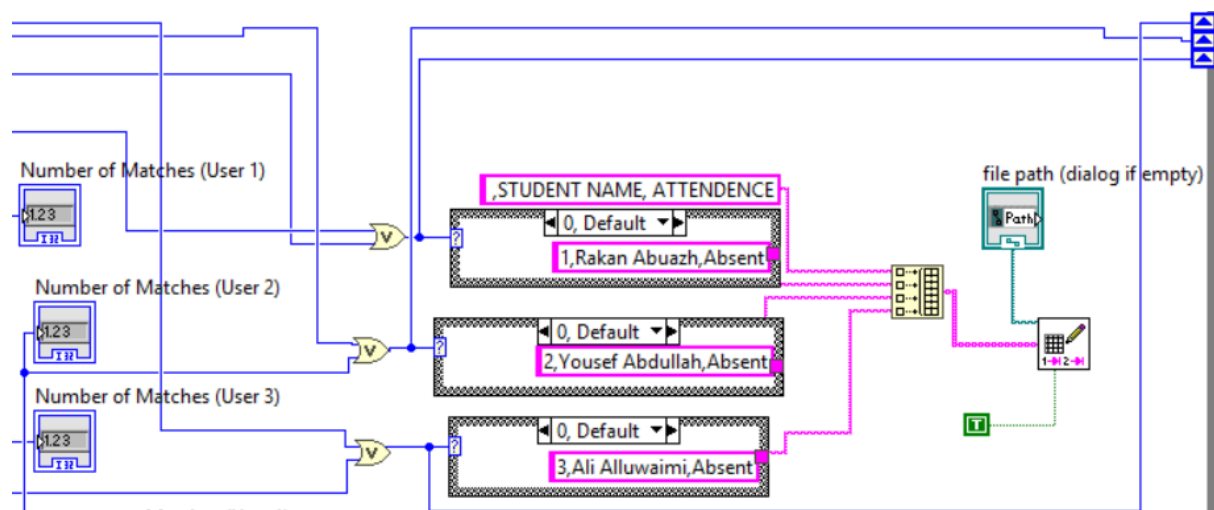 Number of Matches (User 1)
1.23
I32
,STUDENT NAME, ATTENDENCE
0, Default
1,Rakan Abuazh,Absent
file path (dialog if empty)
Path
Number of Matches (User 2)
1.23
I32
0, Default
2,Yousef Abdullah,Absent
1 2
T
Number of Matches (User 3)
1.23
I32
0, Default
3,Ali Alluwaimi,Absent
V
V
V
?
?
?